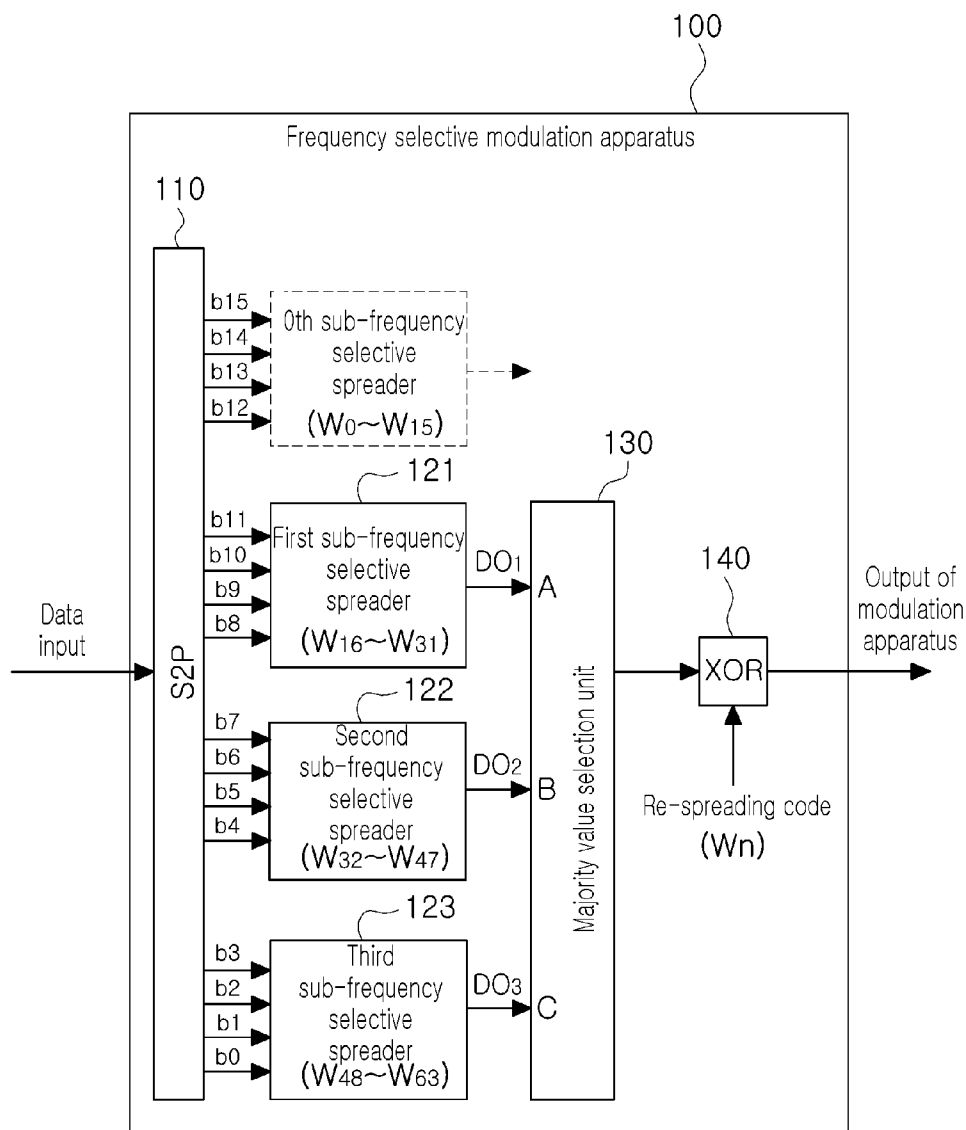 100
Frequency selective modulation apparatus
110
S2P
Data
input
b15
b14
b13
b12
0th sub-frequency
selective
spreader
(W0~W15)
121
b11
b10
b9
b8
First sub-frequency
selective
spreader
(W16~W31)
DO1
122
b7
b6
b5
b4
Second
sub-frequency
selective
spreader
(W32~W47)
DO2
123
b3
b2
b1
b0
Third
sub-frequency
selective
spreader
(W48~W63)
DO3
130
A
B
C
Majority value selection unit
140
XOR
Re-spreading code
(Wn)
Output of
modulation
apparatus